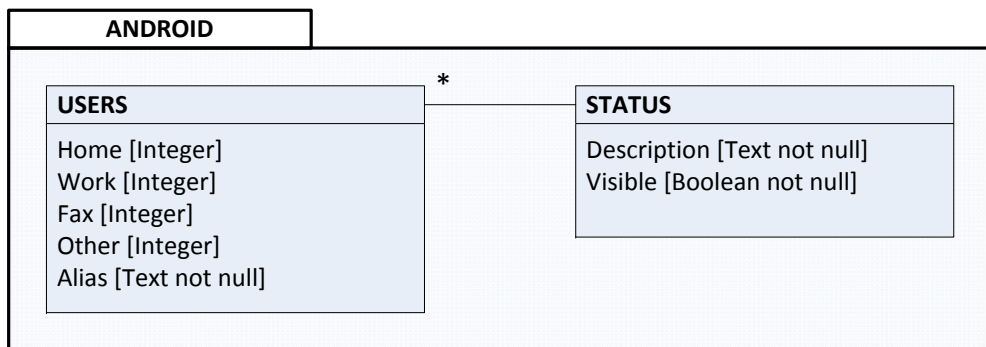 ANDROID
*
USERS
Home [Integer]
Work [Integer]
Fax [Integer]
Other [Integer]
Alias [Text not null]
STATUS
Description [Text not null]
Visible [Boolean not null]